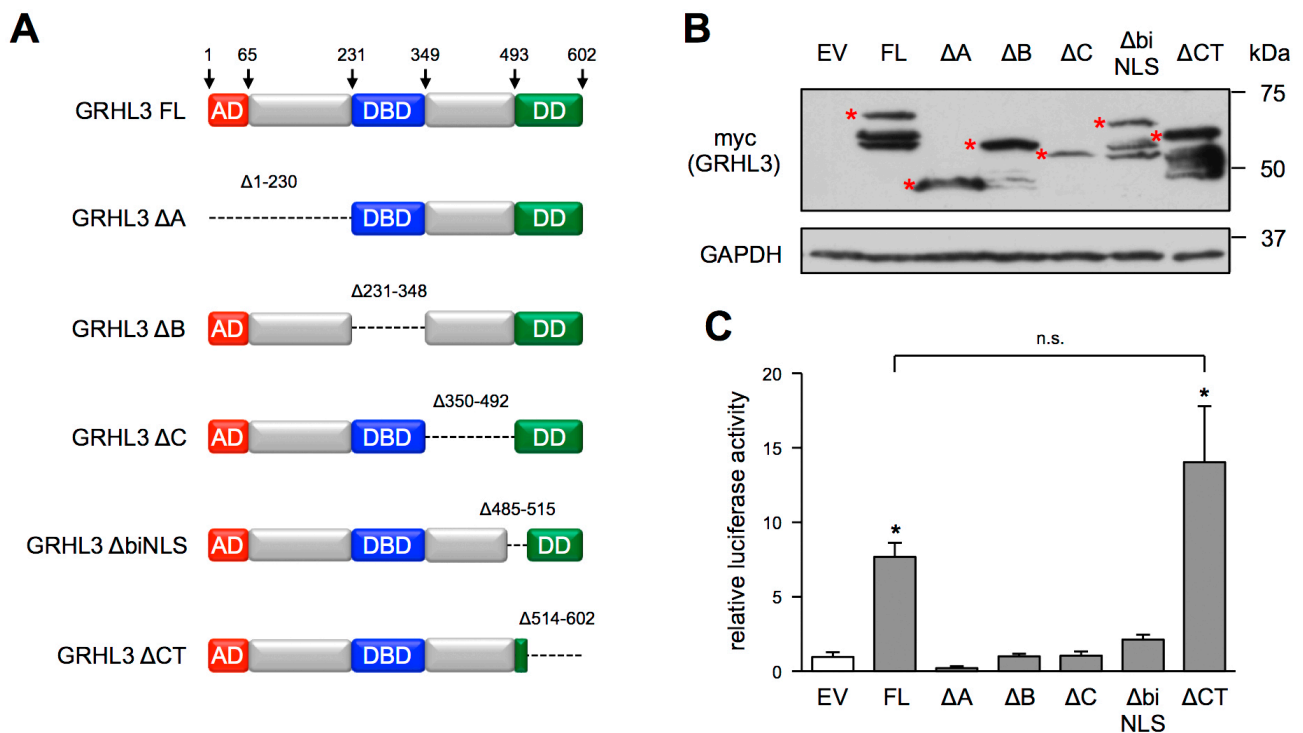 A
1 65 231 349 493 602
GRHL3 FL
AD DBD DD
Δ1-230
GRHL3 ΔA
DBD DD
Δ231-348
GRHL3 ΔB
AD DD
Δ350-492
GRHL3 ΔC
AD DBD DD
Δ485-515
GRHL3 ΔbiNLS
AD DBD DD
Δ514-602
GRHL3 ΔCT
AD DBD
B
EV FL ΔA ΔB ΔC Δbi NLS ΔCT kDa
myc
(GRHL3)
* * * * * *
75
50
37
GAPDH
C
n.s.
relative luciferase activity
20
15
10
5
0
* *
EV FL ΔA ΔB ΔC Δbi NLS ΔCT